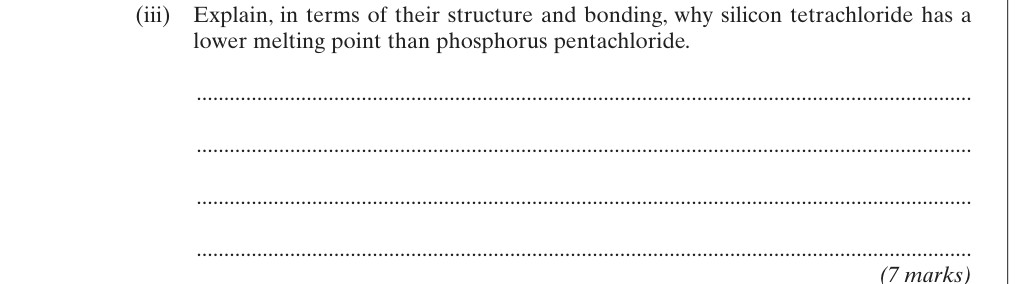 (iii) Explain, in terms of their structure and bonding, why silicon tetrachloride has a
lower melting point than phosphorus pentachloride.
(7 marks)